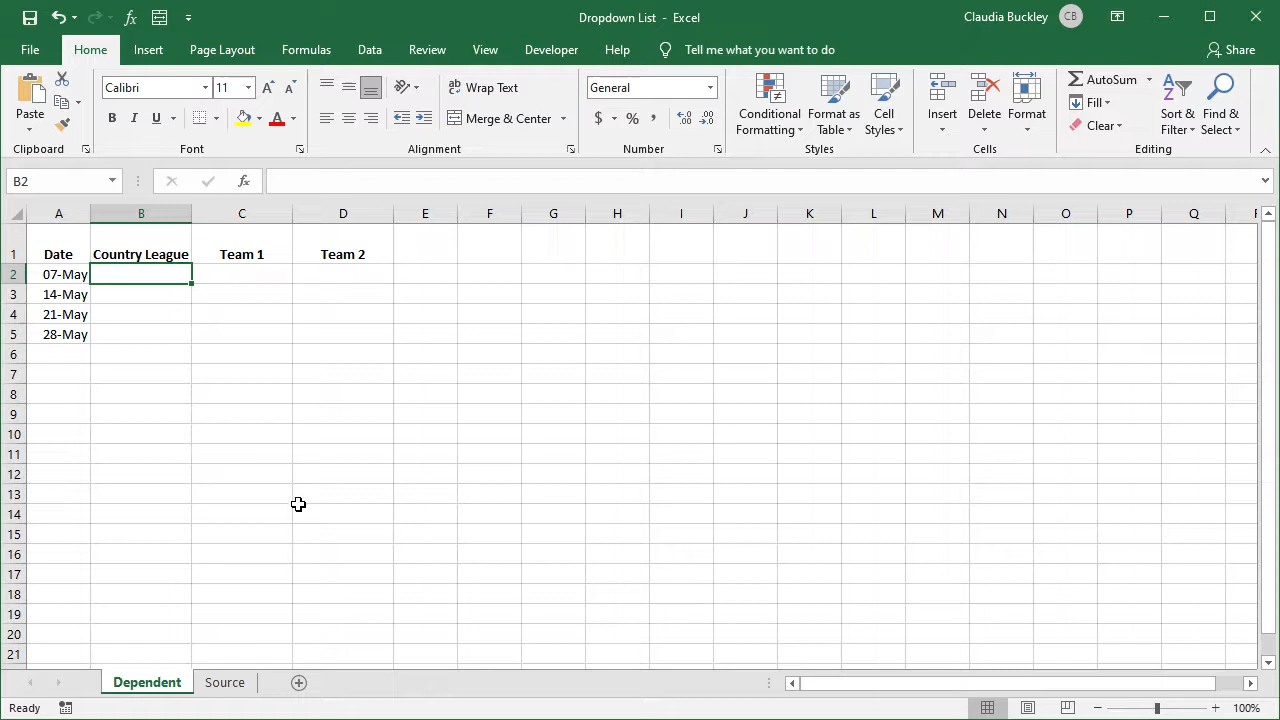 Dropdown List - Excel
Claudia Buckley CB
File Home Insert Page Layout Formulas Data Review View Developer Help Tell me what you want to do Share
Paste
Clipboard
Calibri 11
B I U
Font
Wrap Text
Merge & Center
Alignment
General
$ % ,
Number
Conditional Formatting
Format as Table
Cell Styles
Styles
Insert
Delete
Format
Cells
AutoSum
Fill
Clear
Sort & Filter
Find & Select
Editing
B2 fx
A B C D E F G H I J K L M N O P Q
1 Date Country League Team 1 Team 2
2 07-May
3 14-May
4 21-May
5 28-May
6
7
8
9
10
11
12
13
14
15
16
17
18
19
20
21
Dependent Source
Ready 100%